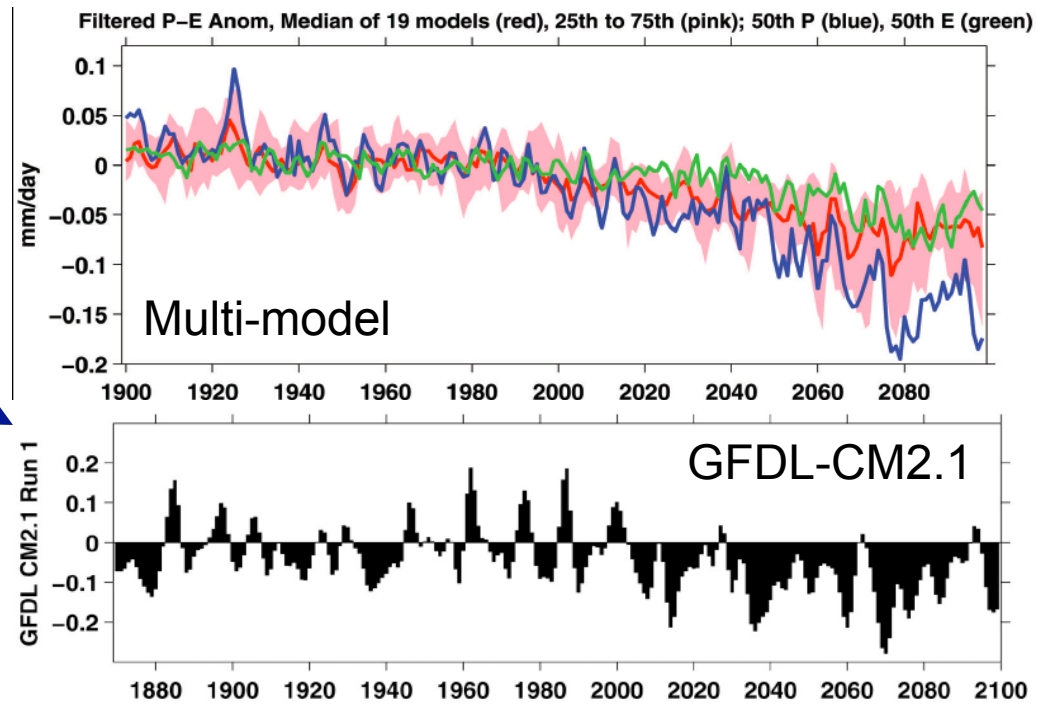 Filtered P–E Anom, Median of 19 models (red), 25th to 75th (pink); 50th P (blue), 50th E (green)
0.1
0.05
0
−0.05
−0.1
−0.15
−0.2
mm/day
Multi-model
1900 1920 1940 1960 1980 2000 2020 2040 2060 2080
GFDL CM2.1 Run 1
GFDL-CM2.1
0.2
0.1
0
−0.1
−0.2
1880 1900 1920 1940 1960 1980 2000 2020 2040 2060 2080 2100